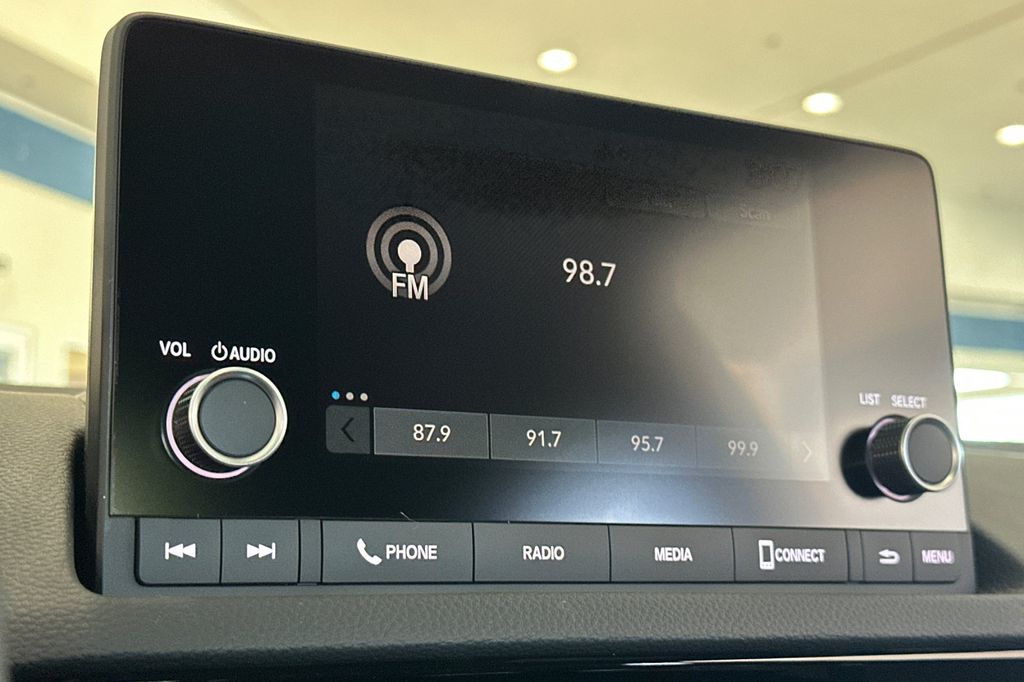 Scan
FM
98.7
VOL AUDIO
LIST SELECT
87.9 91.7 95.7 99.9
PHONE RADIO MEDIA CONNECT MENU